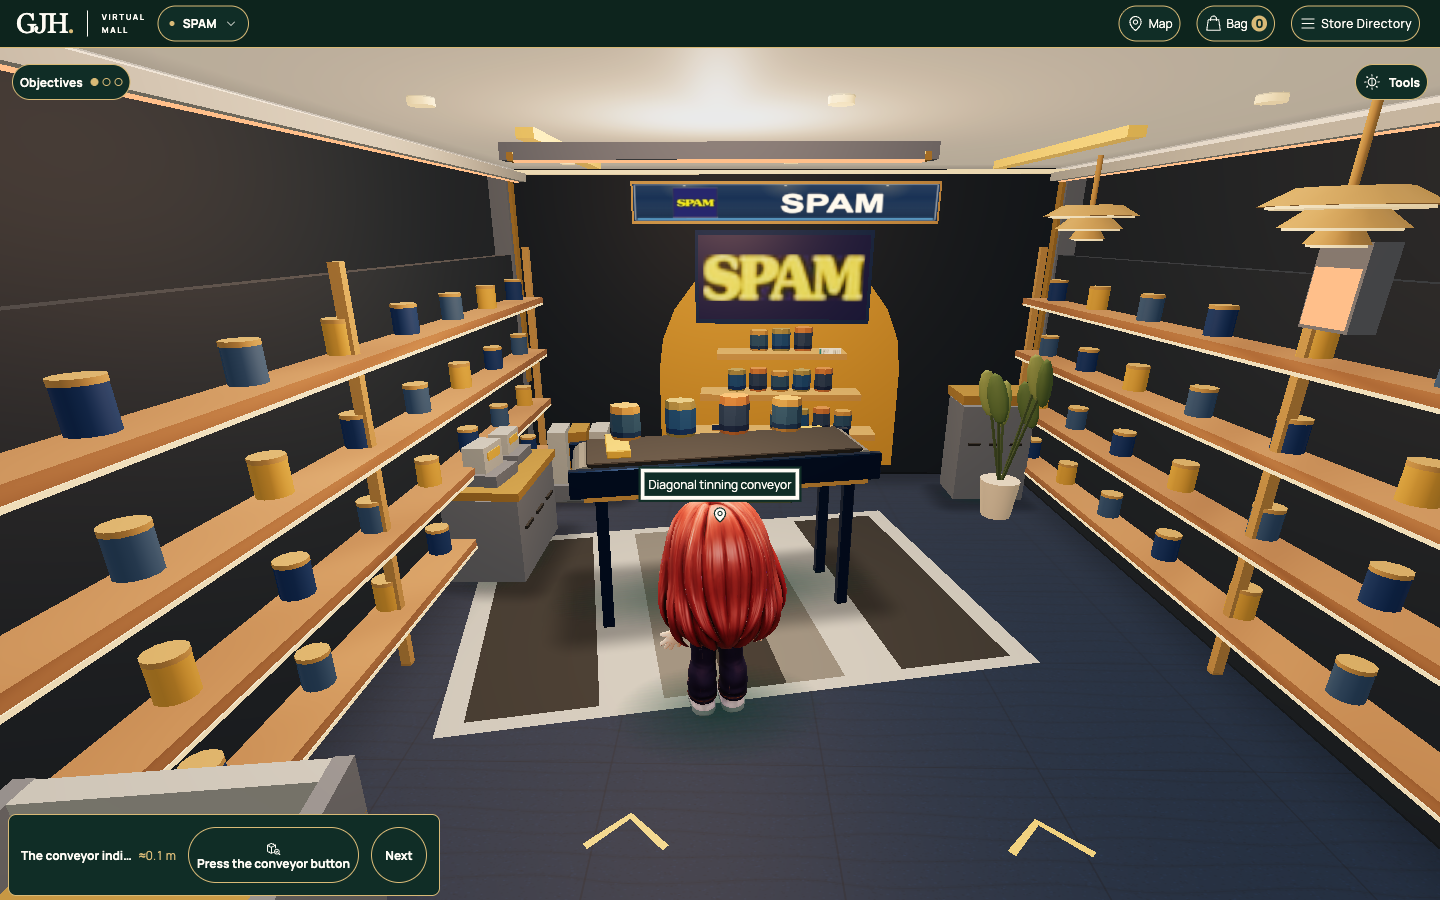 GJH.
VIRTUAL
MALL
SPAM
Map
Bag 0
Store Directory
Objectives
Tools
SPAM
SPAM
SPAM
Diagonal tinning conveyor
The conveyor indi...
≈0.1 m
Press the conveyor button
Next